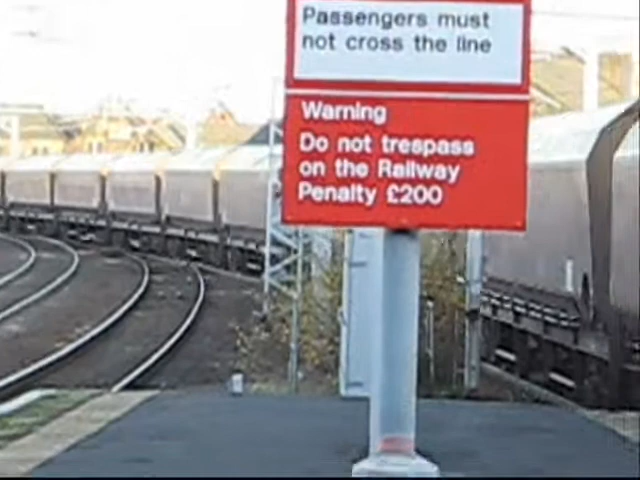 Passengers must
not cross the line
Warning
Do not trespass
on the Railway
Penalty £200